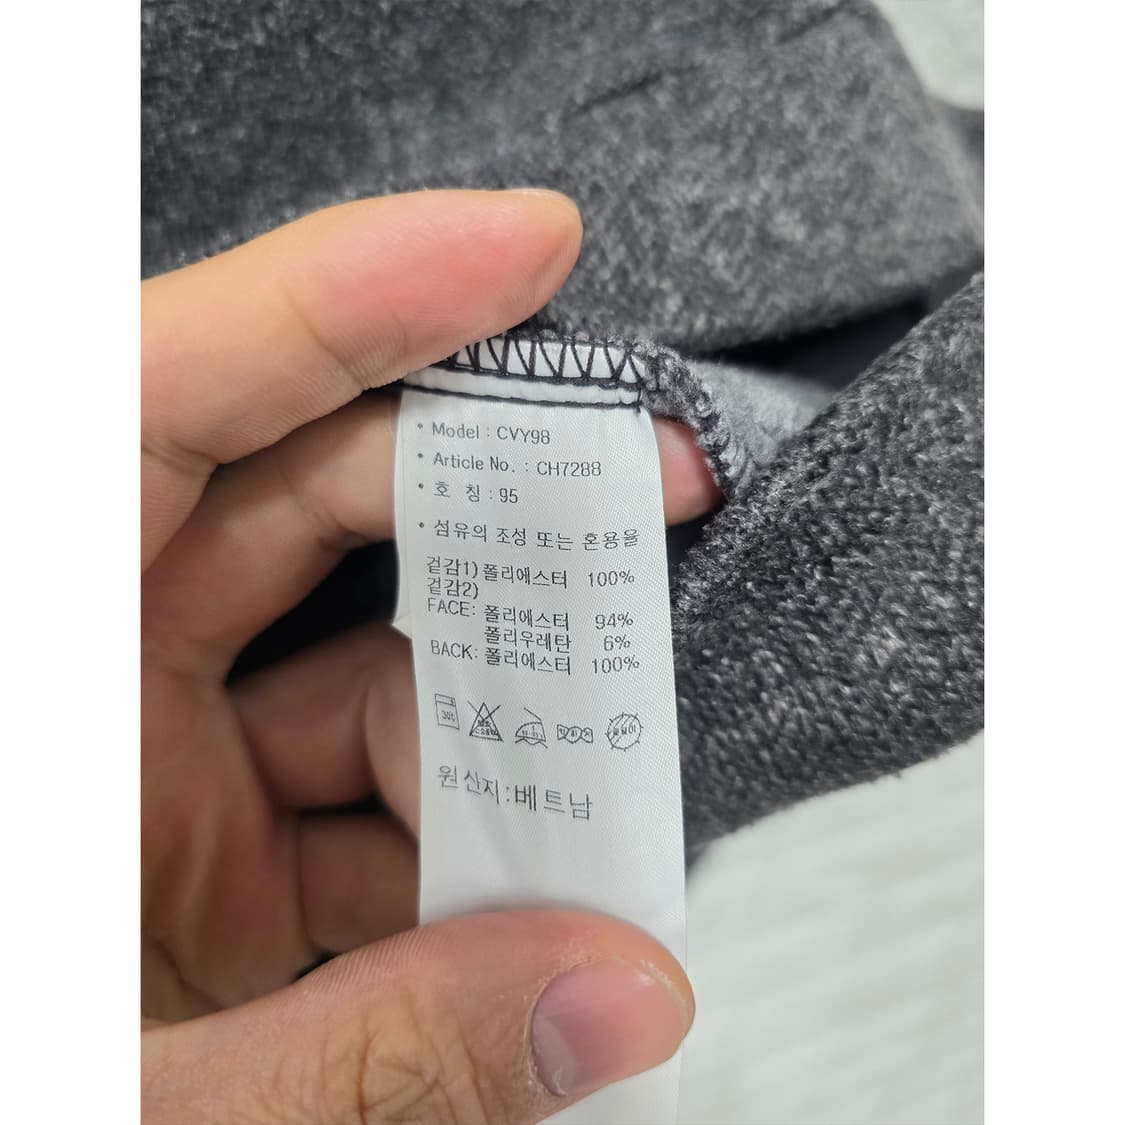 • Model : CVY98
• Article No. : CH7288
• 호 칭 : 95
• 섬유의 조성 또는 혼용율
겉감1) 폴리에스터 100%
겉감2)
FACE: 폴리에스터 94%
폴리우레탄 6%
BACK: 폴리에스터 100%
30℃
원산지:베트남